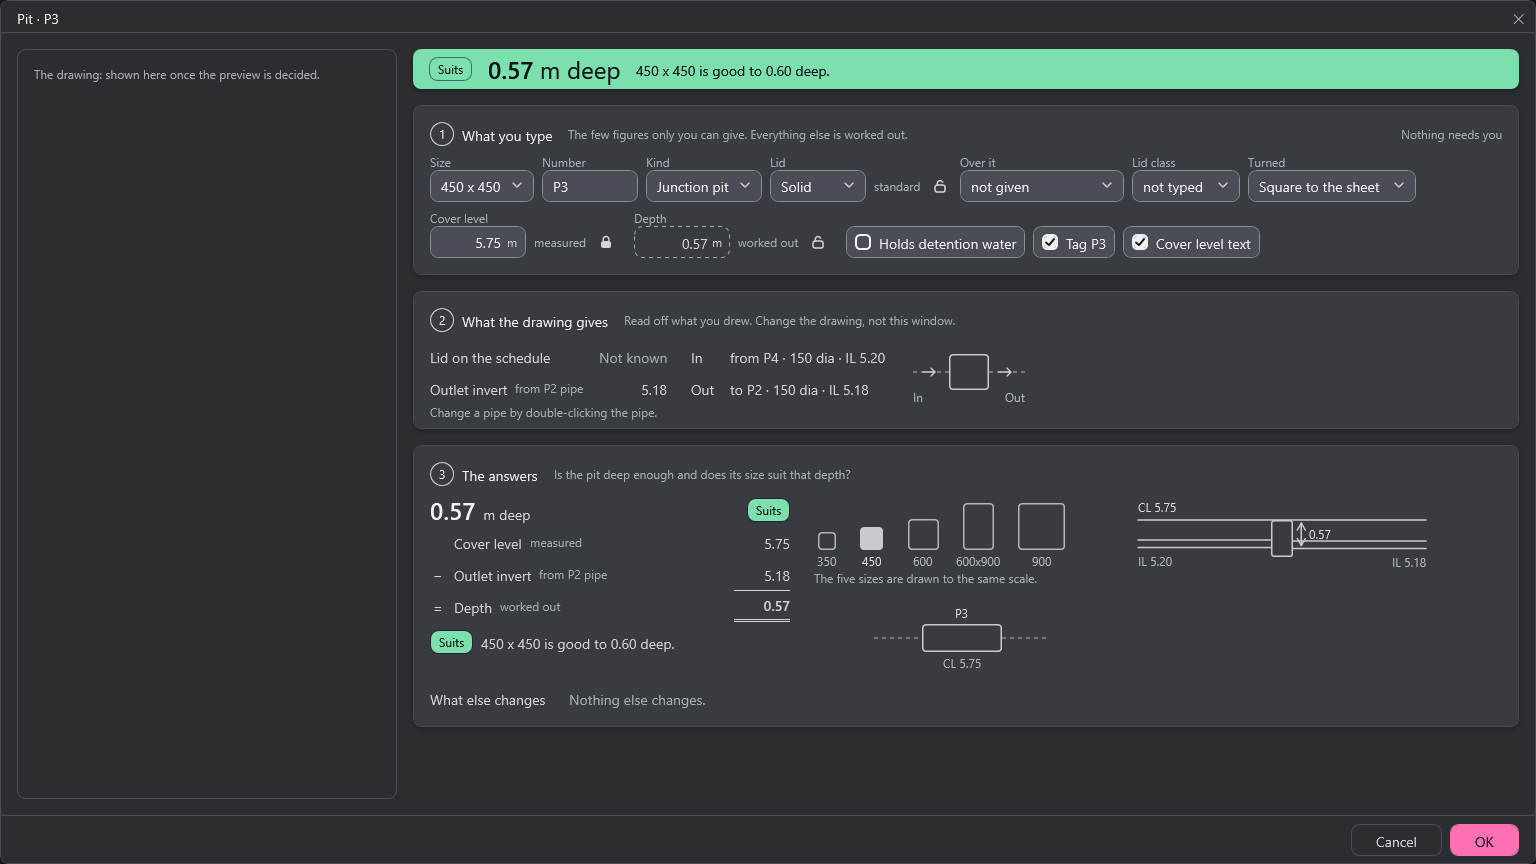 Pit · P3
The drawing: shown here once the preview is decided.
Suits 0.57 m deep 450 x 450 is good to 0.60 deep.
1 What you type The few figures only you can give. Everything else is worked out. Nothing needs you
Size Number Kind Lid Over it Lid class Turned
450 x 450 P3 Junction pit Solid standard not given not typed Square to the sheet
Cover level Depth
5.75 m measured 0.57 m worked out Holds detention water Tag P3 Cover level text
2 What the drawing gives Read off what you drew. Change the drawing, not this window.
Lid on the schedule Not known In from P4 · 150 dia · IL 5.20
Outlet invert from P2 pipe 5.18 Out to P2 · 150 dia · IL 5.18
In Out
Change a pipe by double-clicking the pipe.
3 The answers Is the pit deep enough and does its size suit that depth?
0.57 m deep Suits
Cover level measured 5.75
− Outlet invert from P2 pipe 5.18
= Depth worked out 0.57
Suits 450 x 450 is good to 0.60 deep.
350 450 600 600x900 900
The five sizes are drawn to the same scale.
P3
CL 5.75
CL 5.75
0.57
IL 5.20 IL 5.18
What else changes Nothing else changes.
Cancel OK